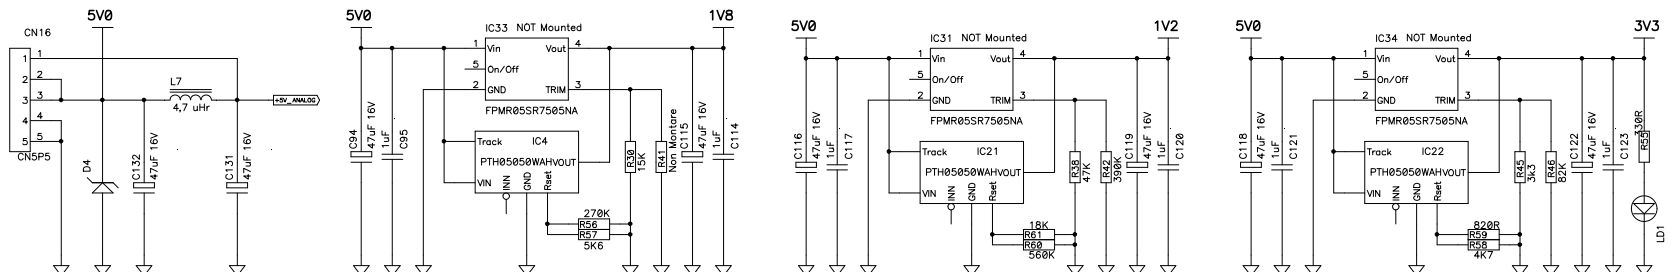 5V0
CN16
1
2
3
4
5
CN5P5
L7
4,7 uHr
+5V_ANALOG
D4
C132
47uF 16V
C131
47uF 16V
5V0
1V8
IC33 NOT Mounted
1 Vin Vout 4
5 On/Off
2 GND TRIM 3
FPMR05SR7505NA
C94
47uF 16V
1uF
C95
Track IC4
PTH05050WAH VOUT
VIN INN GND Rset
270K
R56
R57
5K6
R30
15K
R41
Non Montare
C115
47uF 16V
1uF
C114
5V0
1V2
IC31 NOT Mounted
1 Vin Vout 4
5 On/Off
2 GND TRIM 3
FPMR05SR7505NA
C116
47uF 16V
1uF
C117
Track IC21
PTH05050WAH VOUT
VIN INN GND Rset
18K
R61
R60
560K
R38
47K
R42
390K
C119
47uF 16V
1uF
C120
5V0
3V3
IC34 NOT Mounted
1 Vin Vout 4
5 On/Off
2 GND TRIM 3
FPMR05SR7505NA
C118
47uF 16V
1uF
C121
Track IC22
PTH05050WAH VOUT
VIN INN GND Rset
820R
R59
R58
4K7
R45
3k3
R46
82K
C122
47uF 16V
1uF
C123
330R
R55
LD1